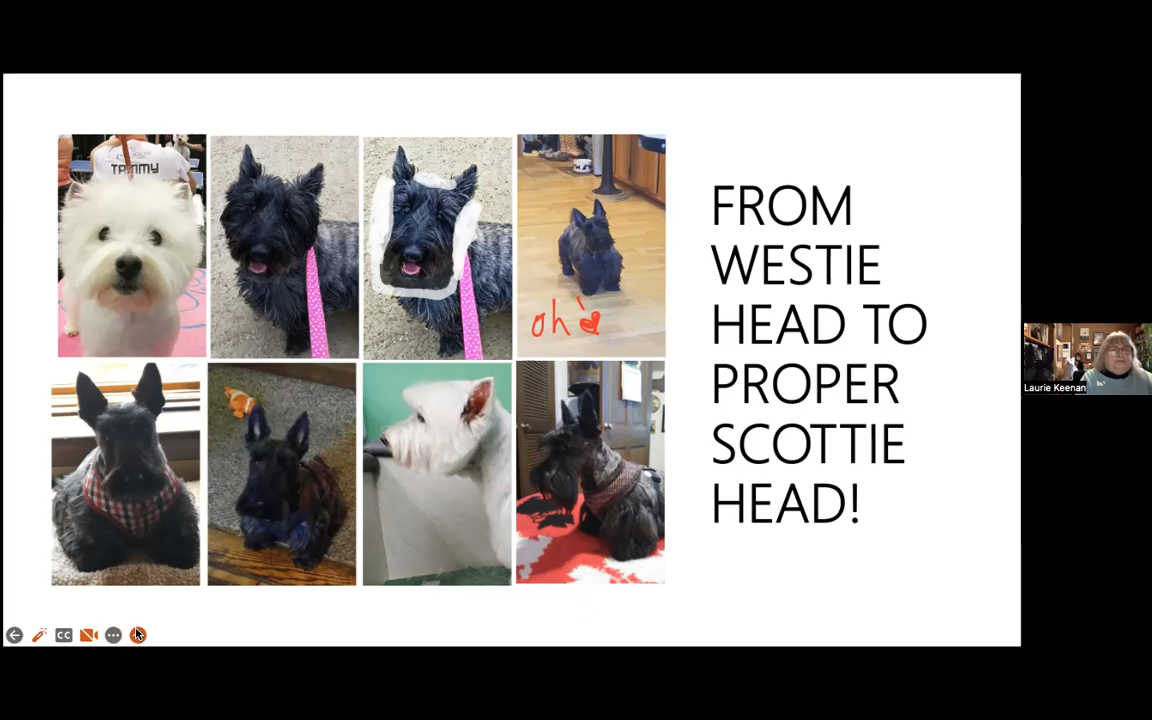 TAMMY
oh
FROM
WESTIE
HEAD TO
PROPER
SCOTTIE
HEAD!
Laurie Keenan
CC